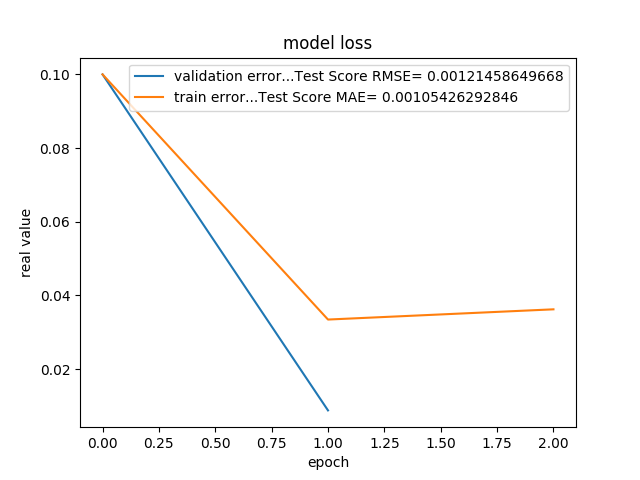 model loss
validation error...Test Score RMSE= 0.00121458649668
train error...Test Score MAE= 0.00105426292846
real value
0.10
0.08
0.06
0.04
0.02
0.00 0.25 0.50 0.75 1.00 1.25 1.50 1.75 2.00
epoch